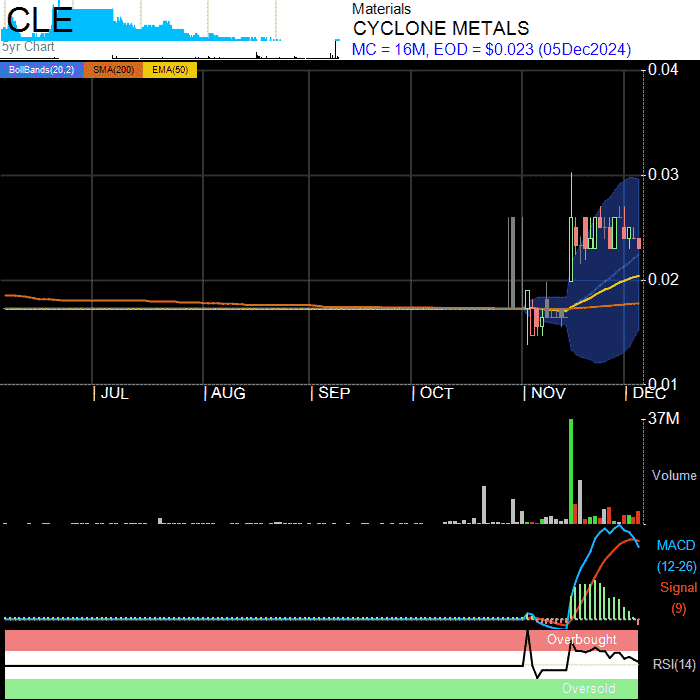 CLE
5yr Chart
Materials
CYCLONE METALS
MC = 16M, EOD = $0.023 (05Dec2024)
BollBands(20,2) SMA(200) EMA(50)
0.04
0.03
0.02
0.01
JUL AUG SEP OCT NOV DEC
37M
Volume
MACD
(12-26)
Signal
(9)
Overbought
RSI(14)
Oversold